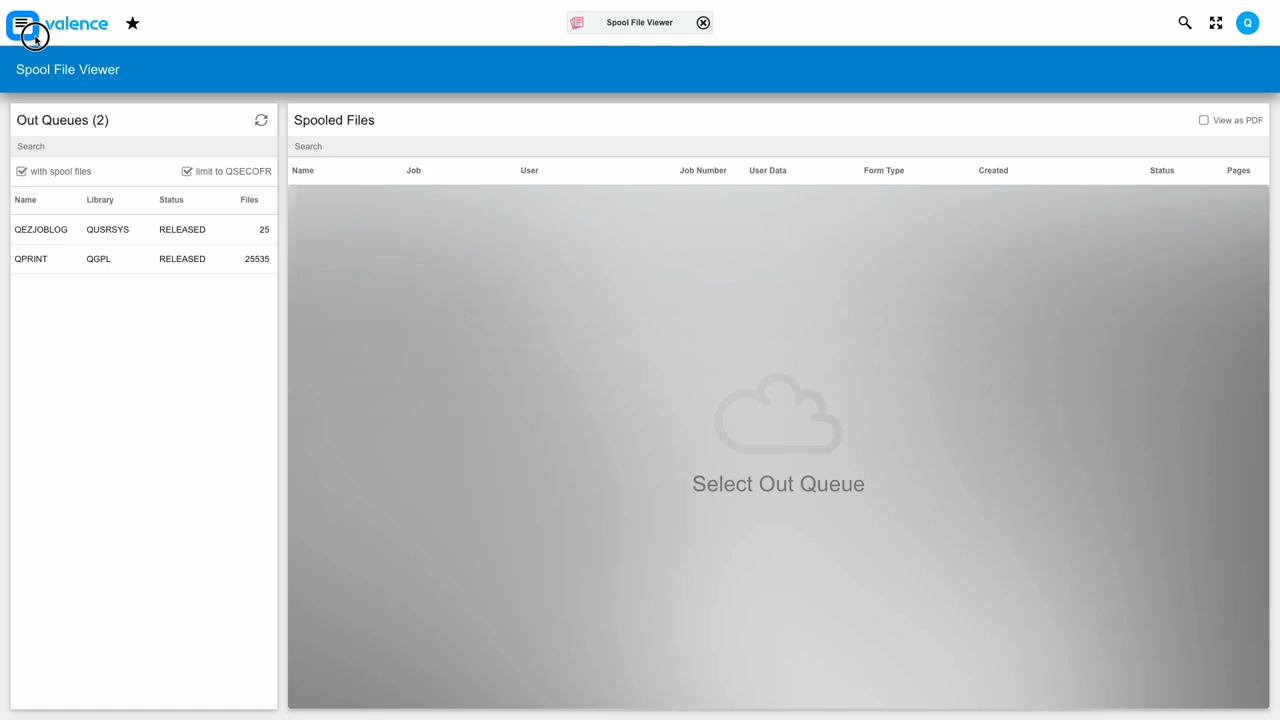 valence
Spool File Viewer
Q
Spool File Viewer
Out Queues (2)
Search
with spool files
limit to QSECOFR
Name Library Status Files
QEZJOBLOG QUSRSYS RELEASED 25
QPRINT QGPL RELEASED 25535
Spooled Files
View as PDF
Search
Name Job User Job Number User Data Form Type Created Status Pages
Select Out Queue